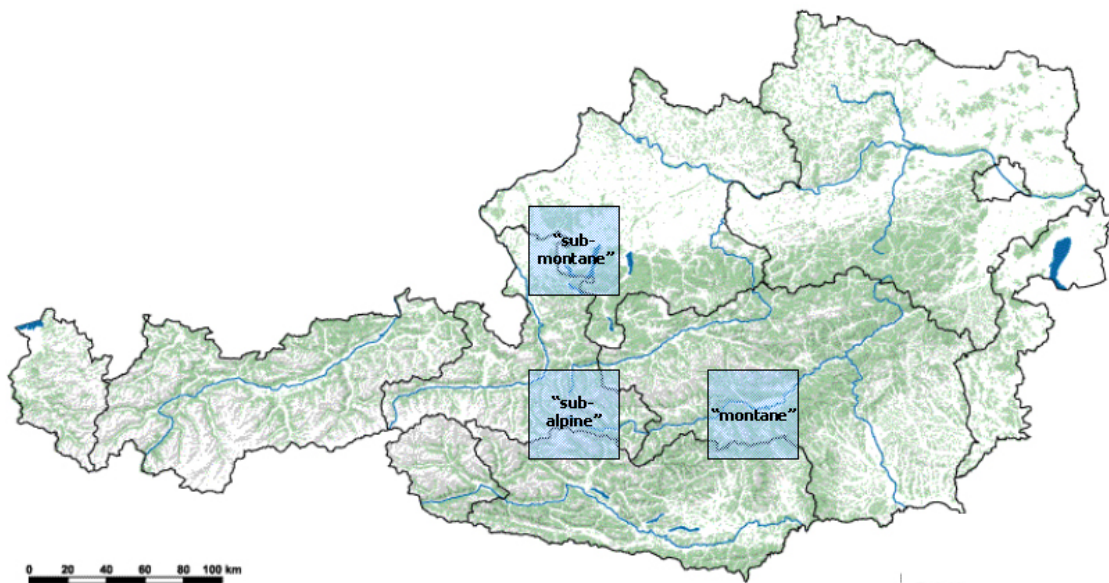 “sub-
montane”
“sub-
alpine”
“montane”
0 20 40 60 80 100 km